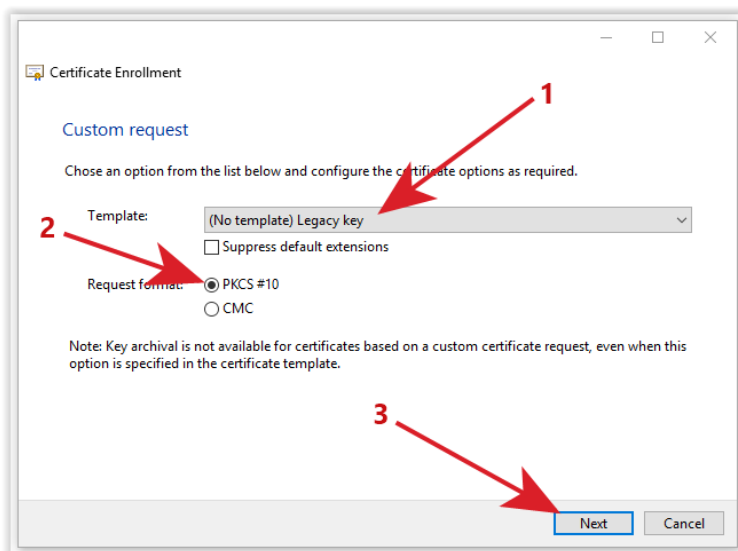 Certificate Enrollment
1
Custom request
Chose an option from the list below and configure the certificate options as required.
Template:
(No template) Legacy key
2
Suppress default extensions
Request format:
PKCS #10
CMC
Note: Key archival is not available for certificates based on a custom certificate request, even when this
option is specified in the certificate template.
3
Next
Cancel